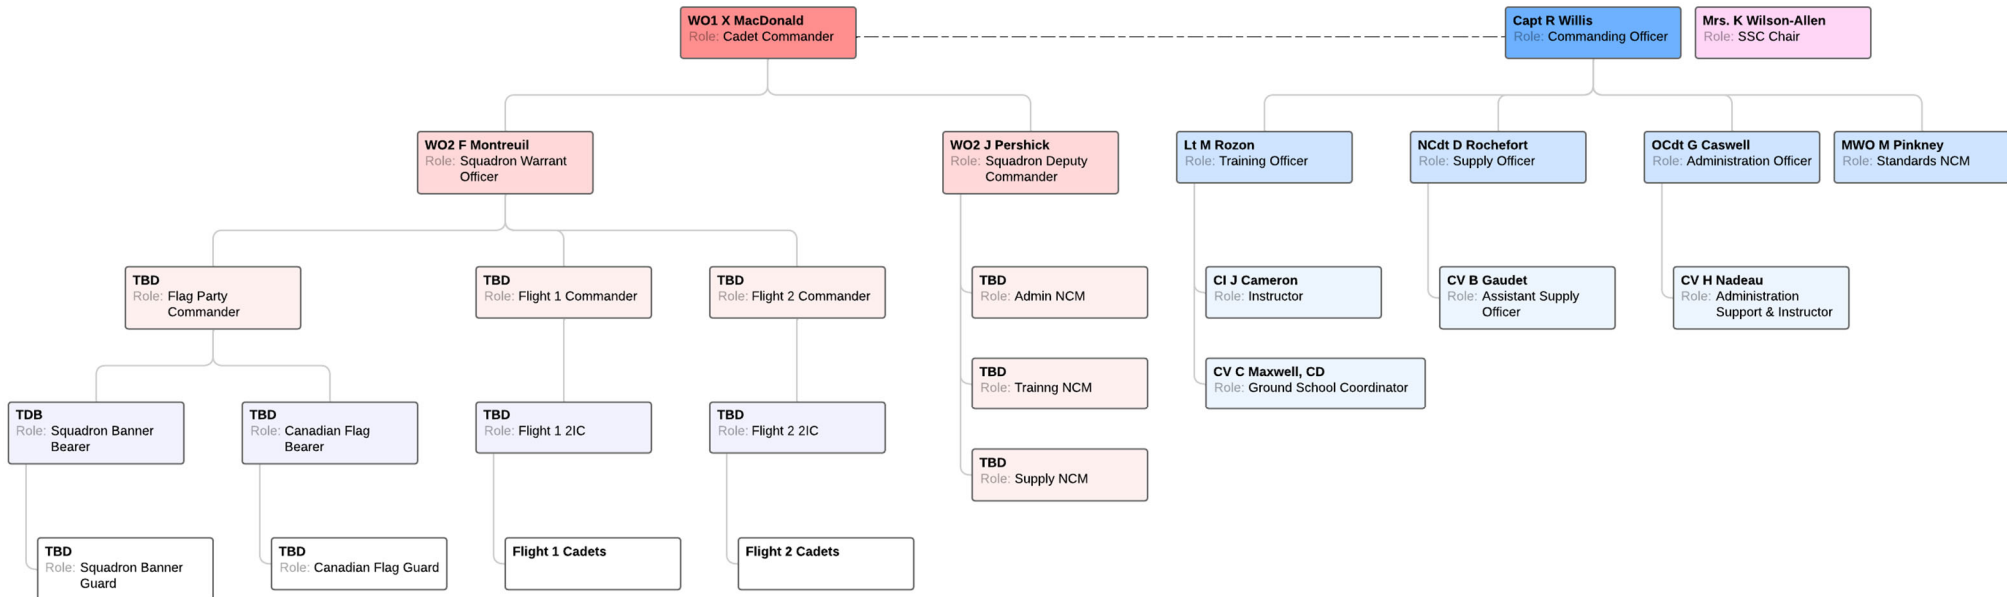 WO1 X MacDonald
Role: Cadet Commander
Capt R Willis
Role: Commanding Officer
Mrs. K Wilson-Allen
Role: SSC Chair
WO2 F Montreuil
Role: Squadron Warrant
Officer
WO2 J Pershick
Role: Squadron Deputy
Commander
Lt M Rozon
Role: Training Officer
NCdt D Rochefort
Role: Supply Officer
OCdt G Caswell
Role: Administration Officer
MWO M Pinkney
Role: Standards NCM
TBD
Role: Flag Party
Commander
TBD
Role: Flight 1 Commander
TBD
Role: Flight 2 Commander
TBD
Role: Admin NCM
CI J Cameron
Role: Instructor
CV B Gaudet
Role: Assistant Supply
Officer
CV H Nadeau
Role: Administration
Support & Instructor
TBD
Role: Trainng NCM
CV C Maxwell, CD
Role: Ground School Coordinator
TDB
Role: Squadron Banner
Bearer
TBD
Role: Canadian Flag
Bearer
TBD
Role: Flight 1 2IC
TBD
Role: Flight 2 2IC
TBD
Role: Supply NCM
TBD
Role: Squadron Banner
Guard
TBD
Role: Canadian Flag Guard
Flight 1 Cadets
Flight 2 Cadets